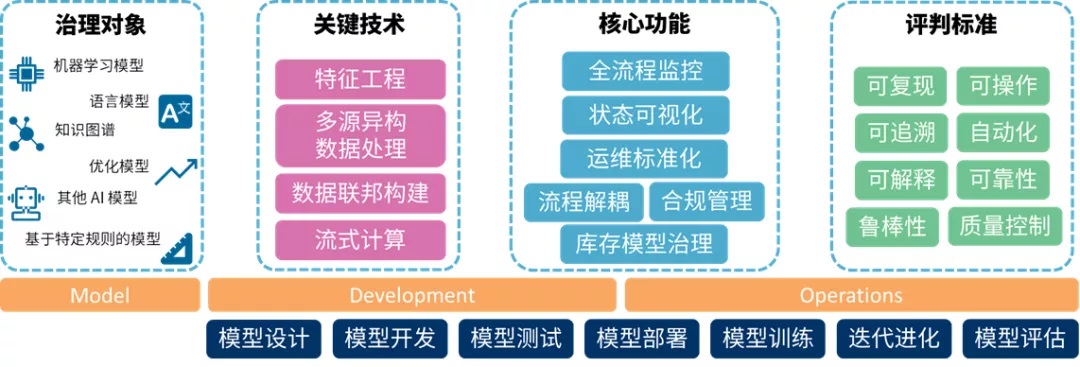 治理对象
机器学习模型
语言模型
A文
知识图谱
优化模型
其他 AI 模型
基于特定规则的模型
关键技术
特征工程
多源异构
数据处理
数据联邦构建
流式计算
核心功能
全流程监控
状态可视化
运维标准化
流程解耦
合规管理
库存模型治理
评判标准
可复现
可操作
可追溯
自动化
可解释
可靠性
鲁棒性
质量控制
Model
Development
Operations
模型设计
模型开发
模型测试
模型部署
模型训练
迭代进化
模型评估